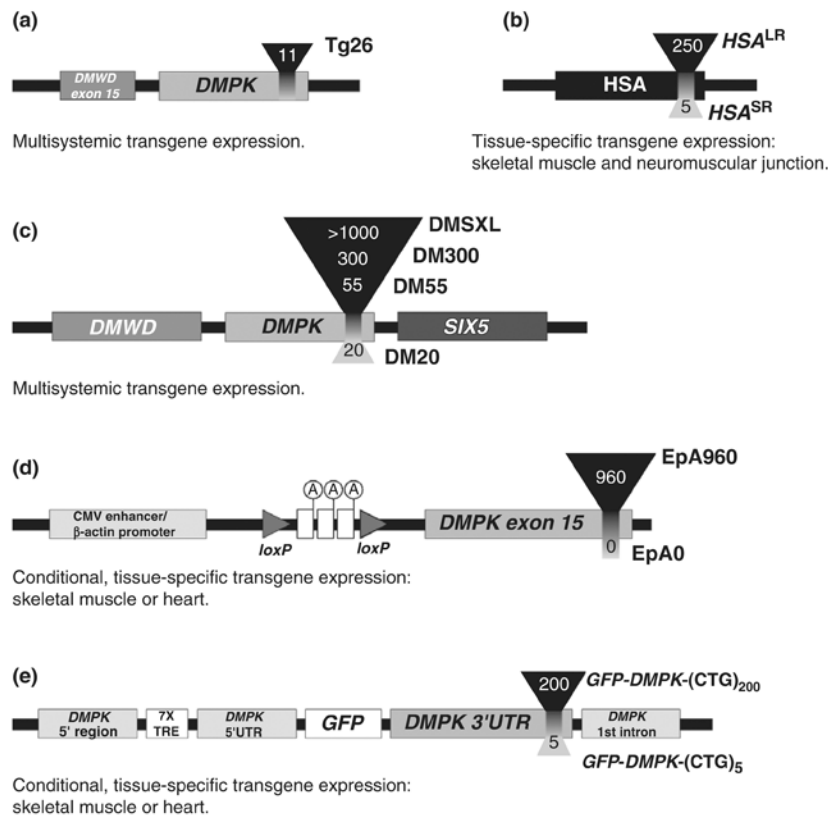 (a)
11
Tg26
DMWD
exon 15
DMPK
Multisystemic transgene expression.
(b)
250
HSA^LR
HSA
5
HSA^SR
Tissue-specific transgene expression:
skeletal muscle and neuromuscular junction.
(c)
>1000
DMSXL
300
DM300
55
DM55
DMWD
DMPK
SIX5
20
DM20
Multisystemic transgene expression.
(d)
960
EpA960
A A A
CMV enhancer/
β-actin promoter
loxP
loxP
DMPK exon 15
0
EpA0
Conditional, tissue-specific transgene expression:
skeletal muscle or heart.
(e)
200
GFP-DMPK-(CTG)200
DMPK
5' region
7X
TRE
DMPK
5'UTR
GFP
DMPK 3'UTR
DMPK
1st intron
5
GFP-DMPK-(CTG)5
Conditional, tissue-specific transgene expression:
skeletal muscle or heart.